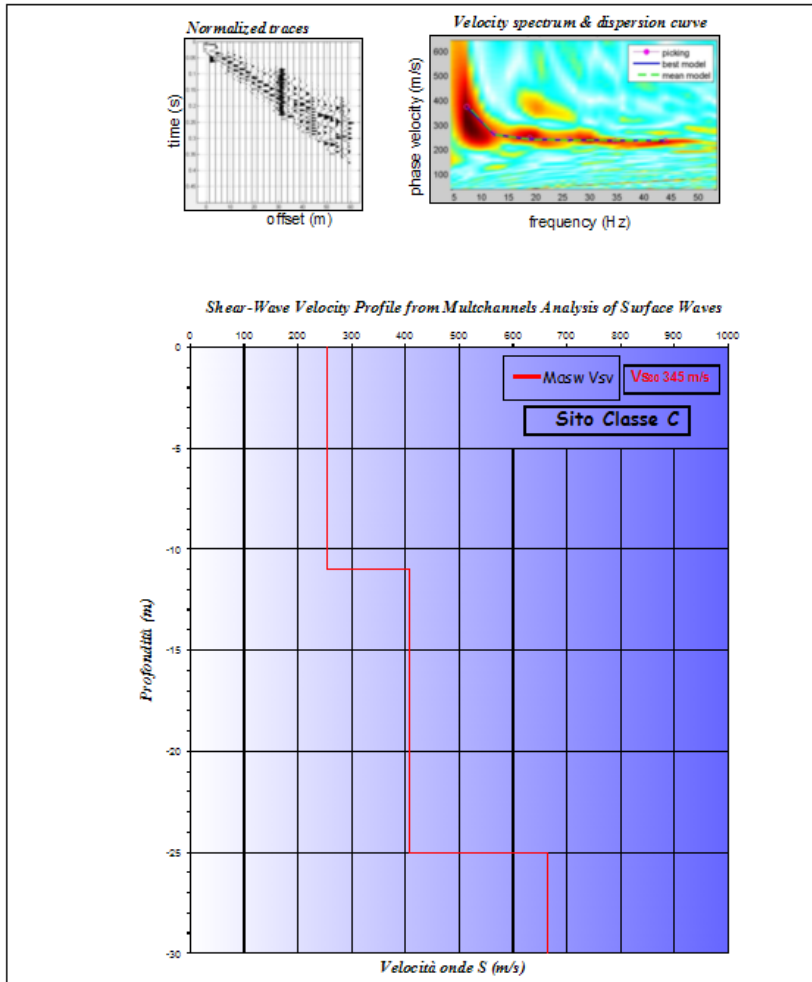 Normalized traces
Velocity spectrum & dispersion curve
time (s)
offset (m)
phase velocity (m/s)
600
500
400
300
200
100
picking
best model
mean model
5 10 15 20 25 30 35 40 45 50
frequency (Hz)
Shear-Wave Velocity Profile from Multchannels Analysis of Surface Waves
0 100 200 300 400 500 600 700 800 900 1000
Masw Vsv
345 m/s
Sito Classe C
0
-5
-10
-15
-20
-25
-30
Profondità (m)
Velocità onde S (m/s)